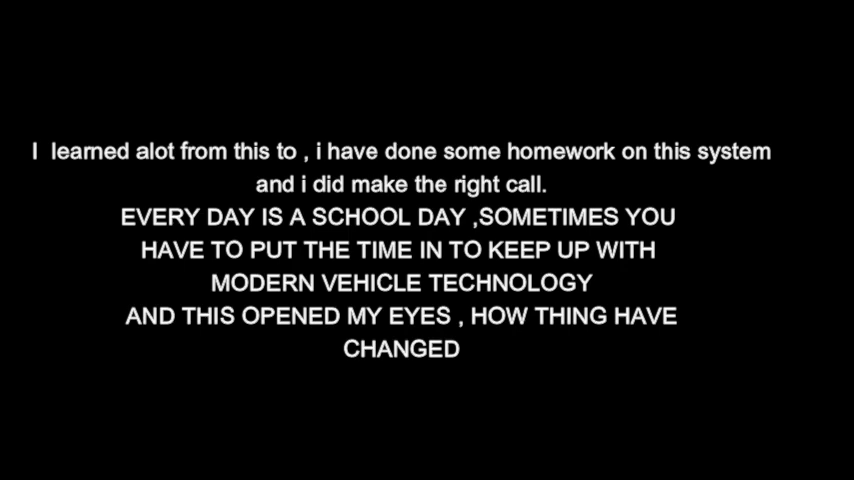 I  learned alot from this to , i have done some homework on this system
and i did make the right call.
EVERY DAY IS A SCHOOL DAY ,SOMETIMES YOU
HAVE TO PUT THE TIME IN TO KEEP UP WITH
MODERN VEHICLE TECHNOLOGY
AND THIS OPENED MY EYES , HOW THING HAVE
CHANGED